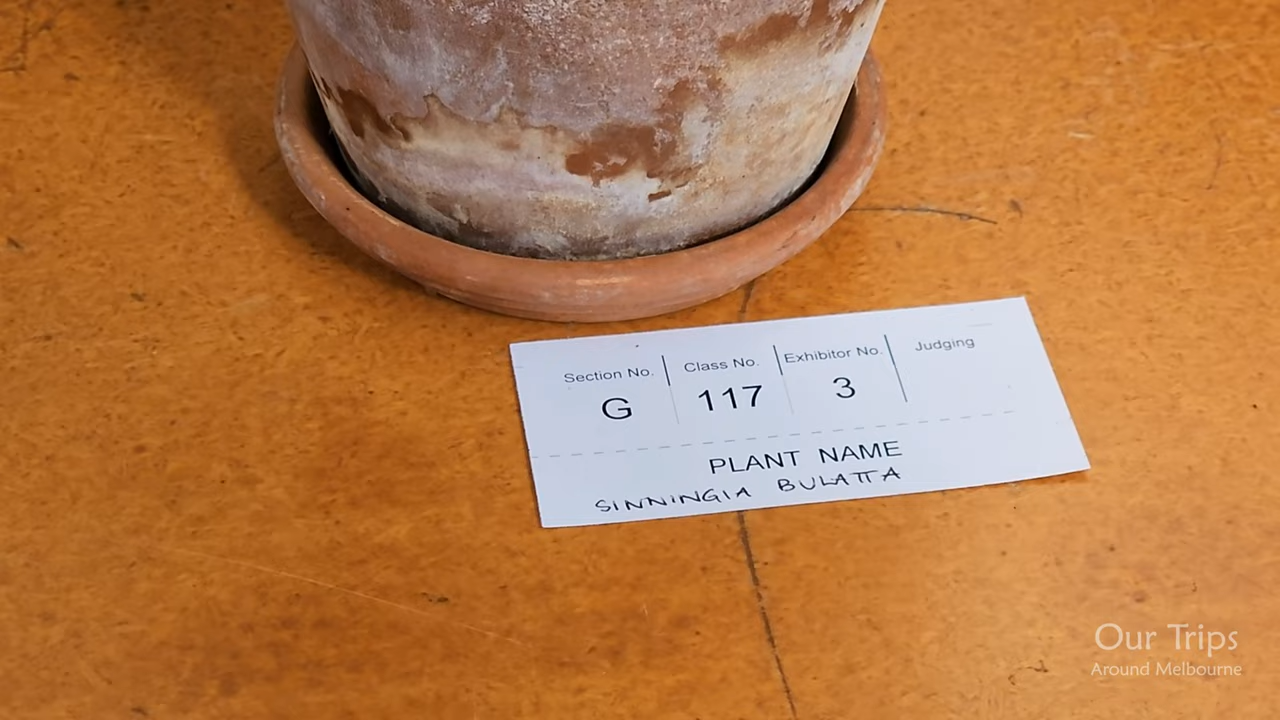 Section No. Class No. Exhibitor No. Judging
G 117 3
PLANT NAME
SINNINGIA BULATTA
Our Trips
Around Melbourne